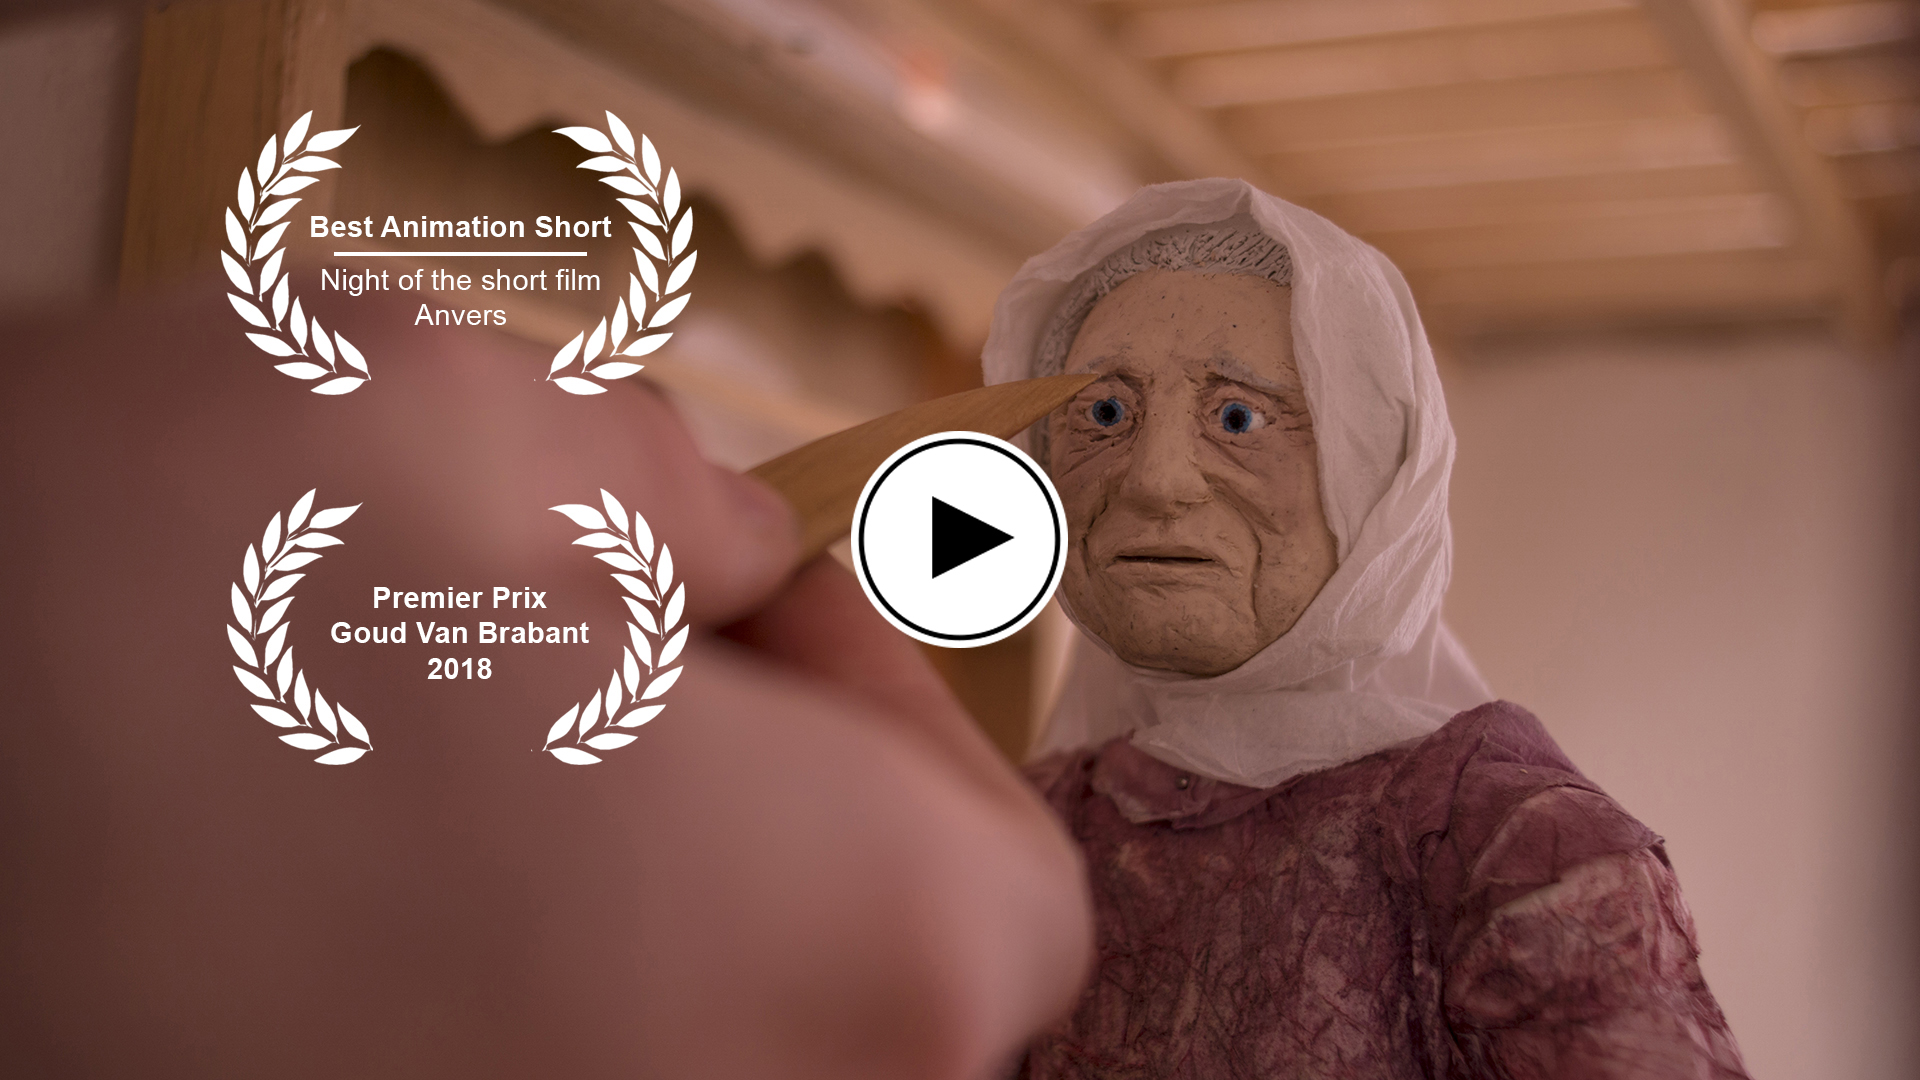 Best Animation Short
Night of the short film
Anvers
Premier Prix
Goud Van Brabant
2018